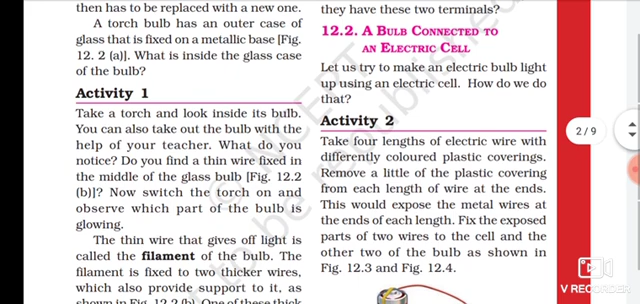 then has to be replaced with a new one.
A torch bulb has an outer case of
glass that is fixed on a metallic base [Fig.
12. 2 (a)]. What is inside the glass case
of the bulb?
Activity 1
Take a torch and look inside its bulb.
You can also take out the bulb with the
help of your teacher. What do you
notice? Do you find a thin wire fixed in
the middle of the glass bulb [Fig. 12.2
(b)]? Now switch the torch on and
observe which part of the bulb is
glowing.
The thin wire that gives off light is
called the filament of the bulb. The
filament is fixed to two thicker wires,
which also provide support to it, as
shown in Fig. 12.2 (b). One of these thick
they have these two terminals?
12.2. A BULB CONNECTED TO
AN ELECTRIC CELL
Let us try to make an electric bulb light
up using an electric cell. How do we do
that?
Activity 2
Take four lengths of electric wire with
differently coloured plastic coverings.
Remove a little of the plastic covering
from each length of wire at the ends.
This would expose the metal wires at
the ends of each length. Fix the exposed
parts of two wires to the cell and the
other two of the bulb as shown in
Fig. 12.3 and Fig. 12.4.
© NCERT
to be republished
2 / 9
V RECORDER